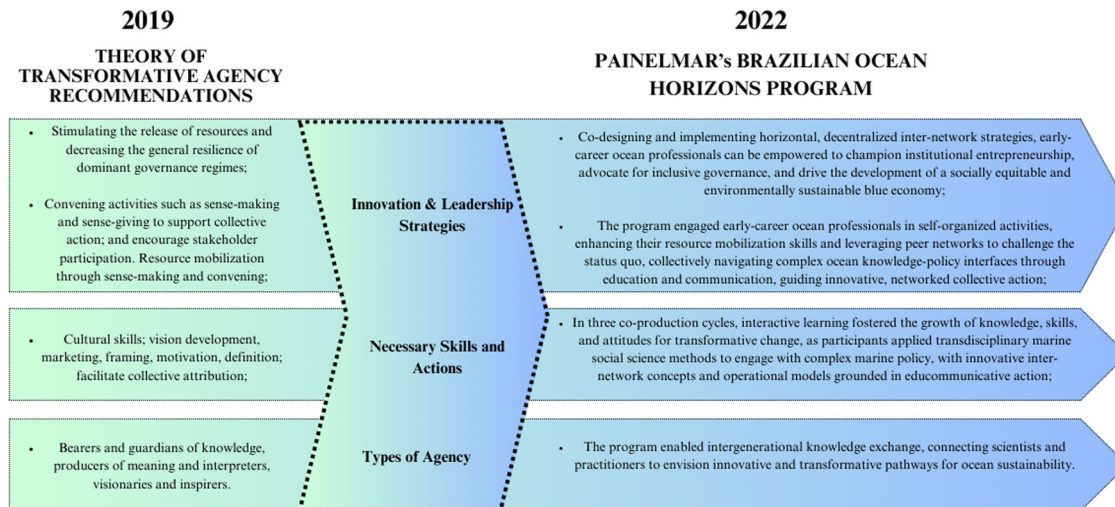 2019
THEORY OF
TRANSFORMATIVE AGENCY
RECOMMENDATIONS
2022
PAINELMAR's BRAZILIAN OCEAN
HORIZONS PROGRAM
• Stimulating the release of resources and
decreasing the general resilience of
dominant governance regimes;
• Convening activities such as sense-making
and sense-giving to support collective
action; and encourage stakeholder
participation. Resource mobilization
through sense-making and convening;
Innovation & Leadership
Strategies
• Co-designing and implementing horizontal, decentralized inter-network strategies, early-
career ocean professionals can be empowered to champion institutional entrepreneurship,
advocate for inclusive governance, and drive the development of a socially equitable and
environmentally sustainable blue economy;
• The program engaged early-career ocean professionals in self-organized activities,
enhancing their resource mobilization skills and leveraging peer networks to challenge the
status quo, collectively navigating complex ocean knowledge-policy interfaces through
education and communication, guiding innovative, networked collective action;
• Cultural skills; vision development,
marketing, framing, motivation, definition;
facilitate collective attribution;
Necessary Skills and
Actions
• In three co-production cycles, interactive learning fostered the growth of knowledge, skills,
and attitudes for transformative change, as participants applied transdisciplinary marine
social science methods to engage with complex marine policy, with innovative inter-
network concepts and operational models grounded in educommunicative action;
• Bearers and guardians of knowledge,
producers of meaning and interpreters,
visionaries and inspirers.
Types of Agency
• The program enabled intergenerational knowledge exchange, connecting scientists and
practitioners to envision innovative and transformative pathways for ocean sustainability.